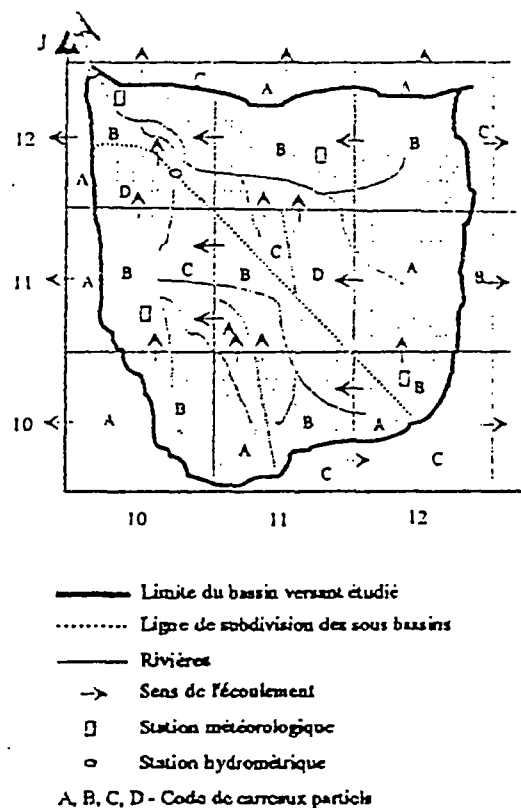 J
A A A
A
12 B B B C
A
D A A A
C
11 A B C B D A B
A
A A A A
B
10 A B B A
A C C
10 11 12
Limite du bassin versant étudié
Ligne de subdivision des sous bassins
Rivières
Sens de l'écoulement
Station météorologique
Station hydrométrique
A, B, C, D - Code de carreaux partiels